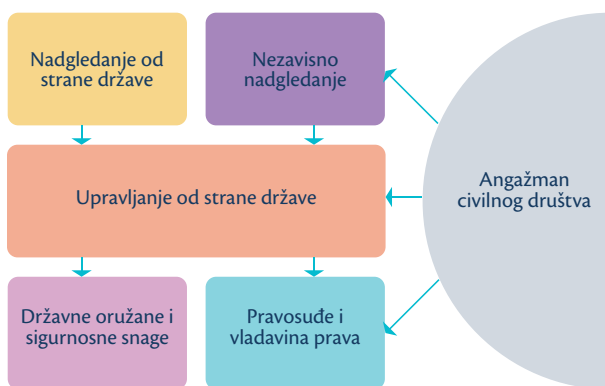 Nadgledanje od
strane države
Nezavisno
nadgledanje
Upravljanje od strane države
Angažman
civilnog društva
Državne oružane i
sigurnosne snage
Pravosuđe i
vladavina prava